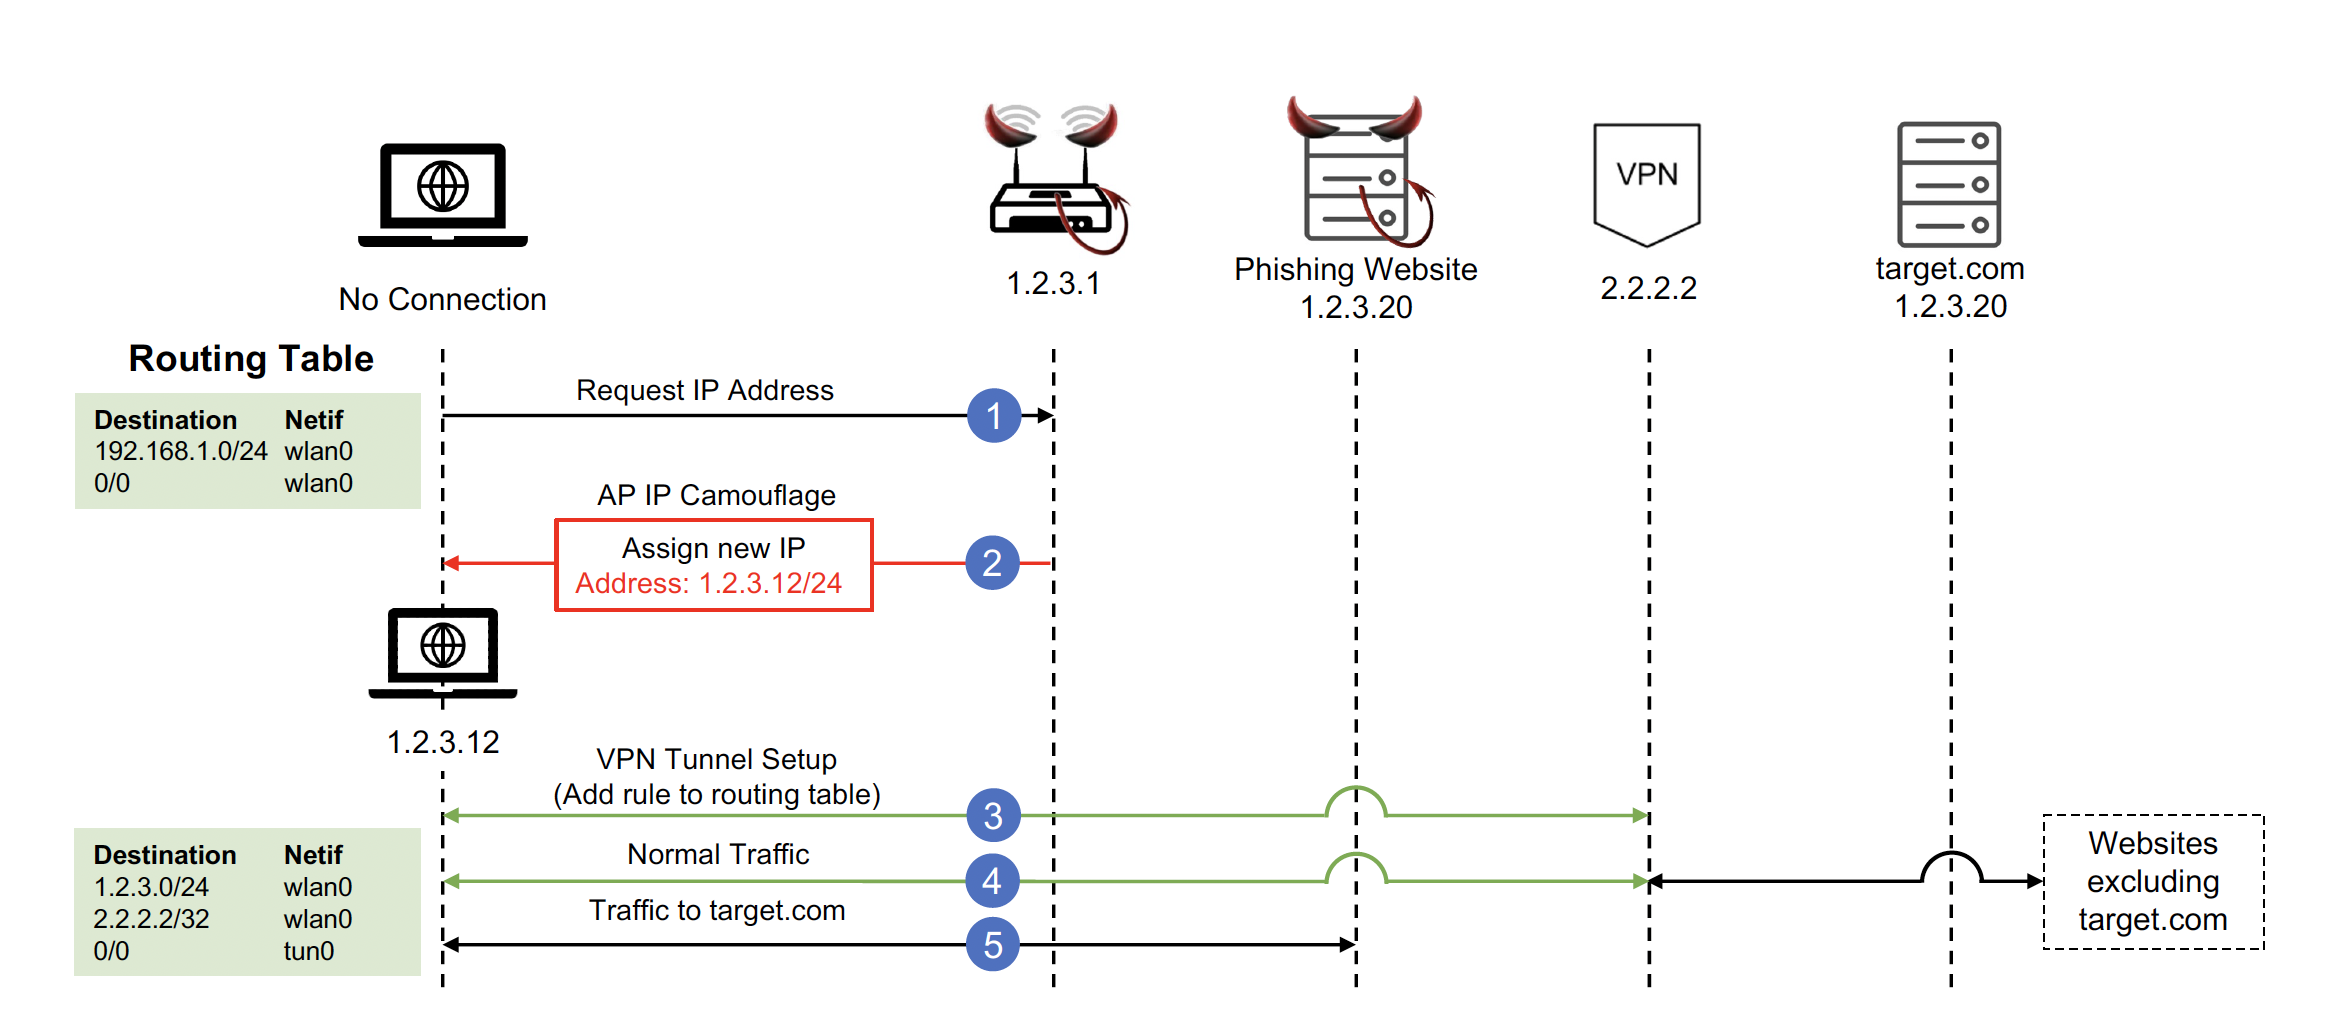 VPN
No Connection
1.2.3.1
Phishing Website
1.2.3.20
2.2.2.2
target.com
1.2.3.20
Routing Table
Destination Netif
192.168.1.0/24 wlan0
0/0 wlan0
Request IP Address
1
AP IP Camouflage
Assign new IP
Address: 1.2.3.12/24
2
1.2.3.12
VPN Tunnel Setup
(Add rule to routing table)
3
Destination Netif
1.2.3.0/24 wlan0
2.2.2.2/32 wlan0
0/0 tun0
Normal Traffic
4
Traffic to target.com
5
Websites
excluding
target.com